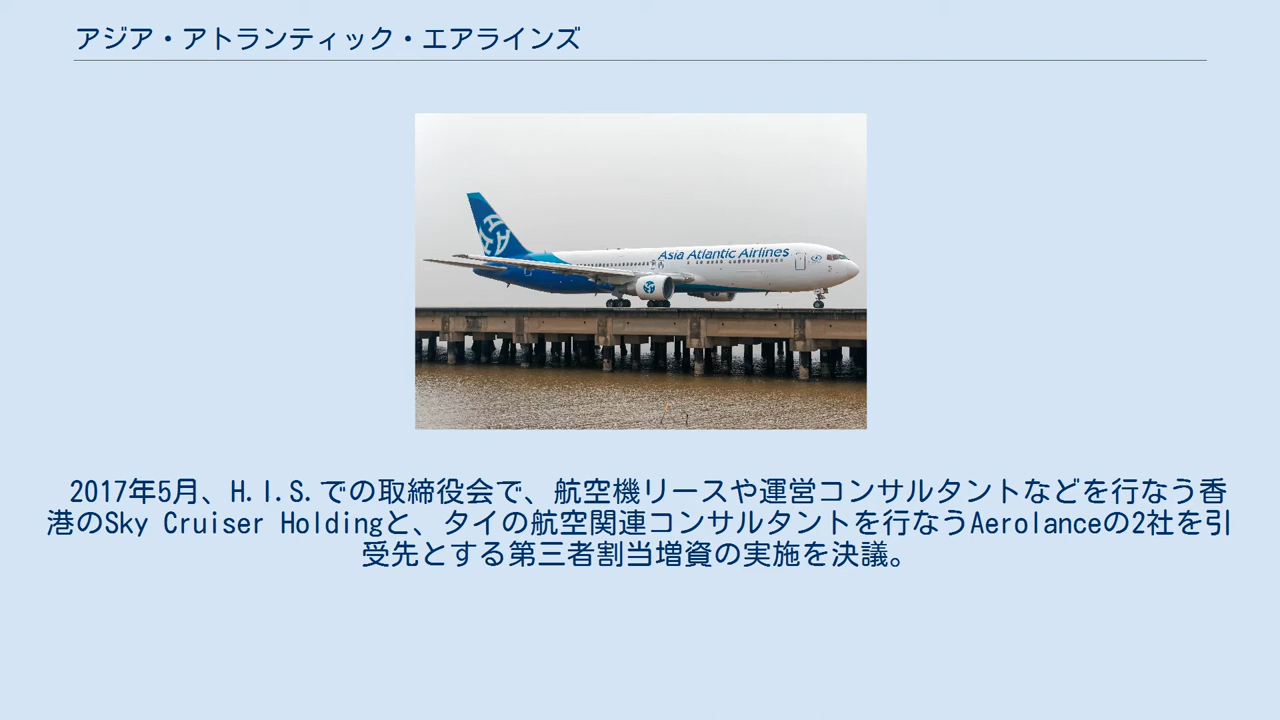 アジア・アトランティック・エアラインズ
Asia Atlantic Airlines
2017年5月、H.I.S.での取締役会で、航空機リースや運営コンサルタントなどを行なう香
港のSky Cruiser Holdingと、タイの航空関連コンサルタントを行なうAerolanceの2社を引
受先とする第三者割当増資の実施を決議。